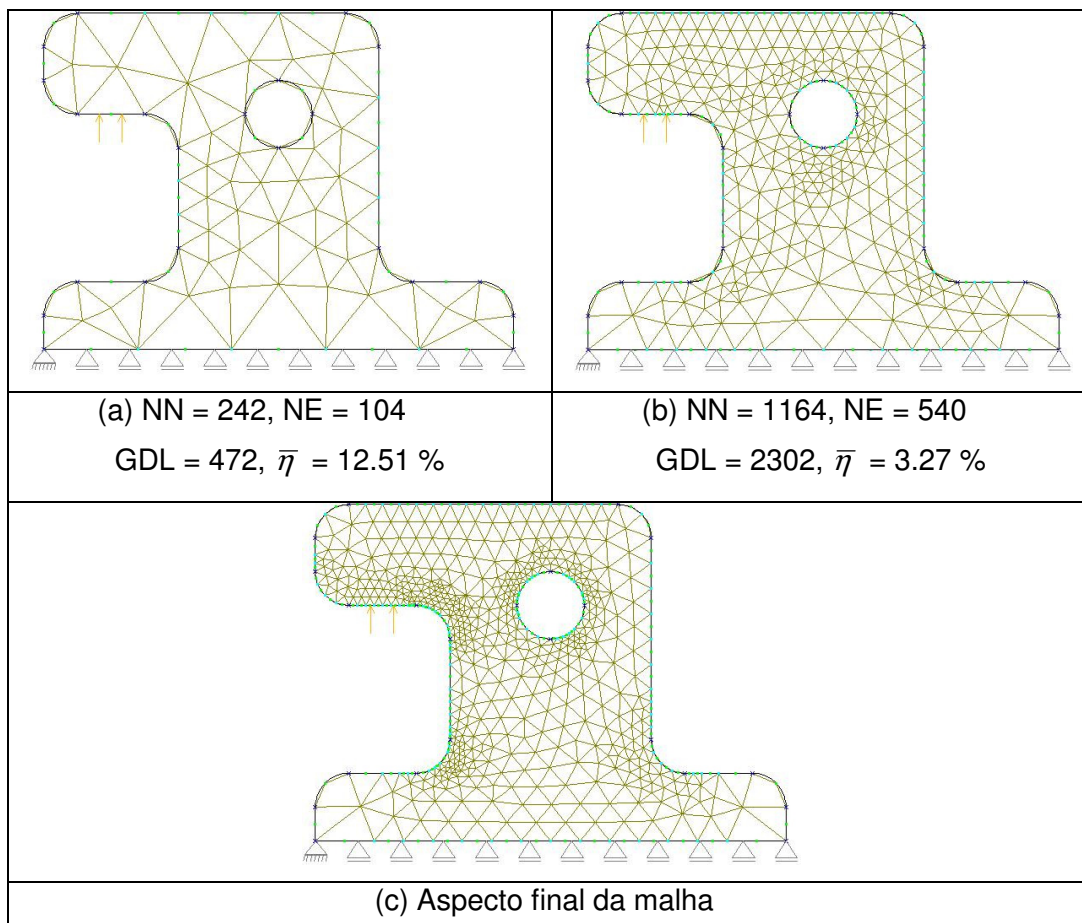 (a) NN = 242, NE = 104
GDL = 472, η̅ = 12.51 %
(b) NN = 1164, NE = 540
GDL = 2302, η̅ = 3.27 %
(c) Aspecto final da malha